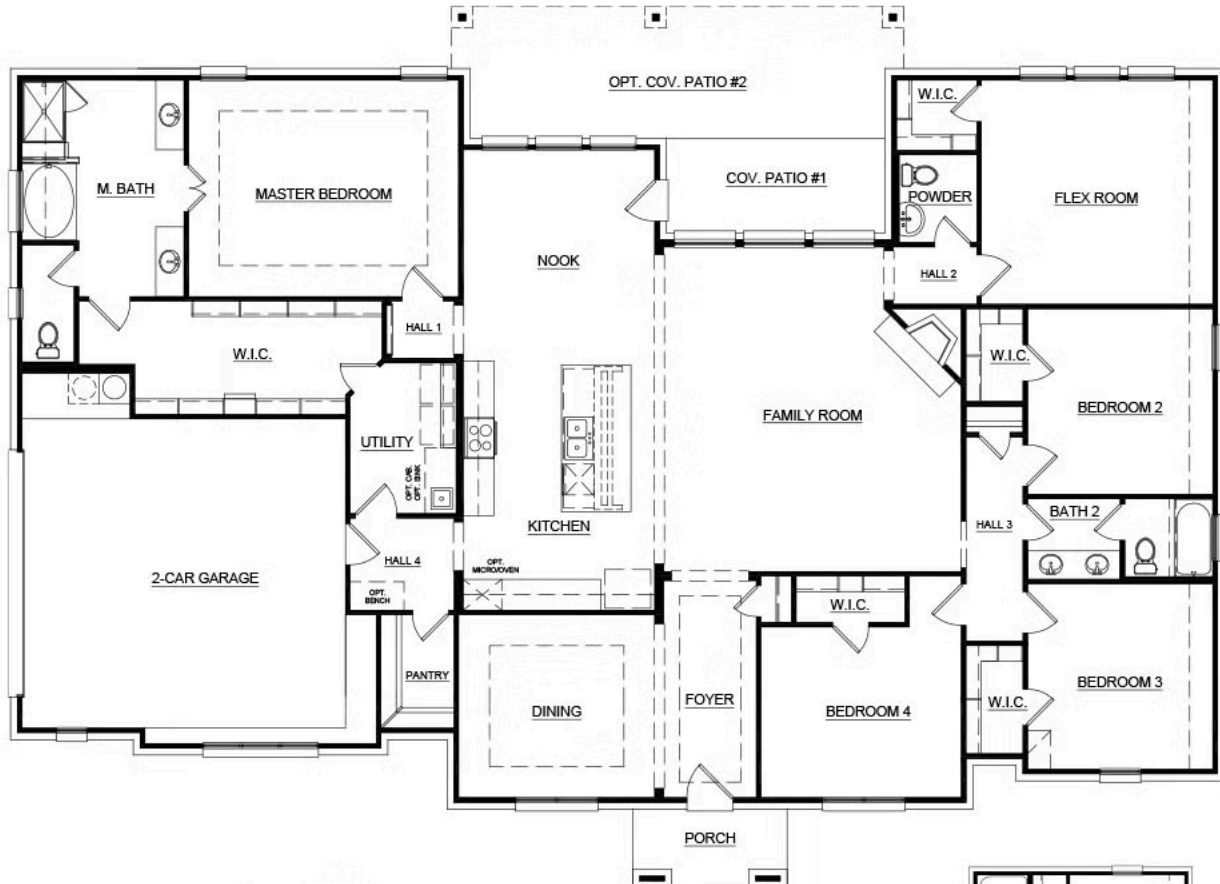 OPT. COV. PATIO #2
W.I.C.
COV. PATIO #1
M. BATH
MASTER BEDROOM
POWDER
FLEX ROOM
NOOK
HALL 2
HALL 1
W.I.C.
W.I.C.
BEDROOM 2
FAMILY ROOM
UTILITY
OPT. CAB.
OPT. SINK
KITCHEN
BATH 2
HALL 3
2-CAR GARAGE
HALL 4
OPT.
MICRO/OVEN
OPT.
BENCH
W.I.C.
PANTRY
DINING
FOYER
BEDROOM 4
W.I.C.
BEDROOM 3
PORCH